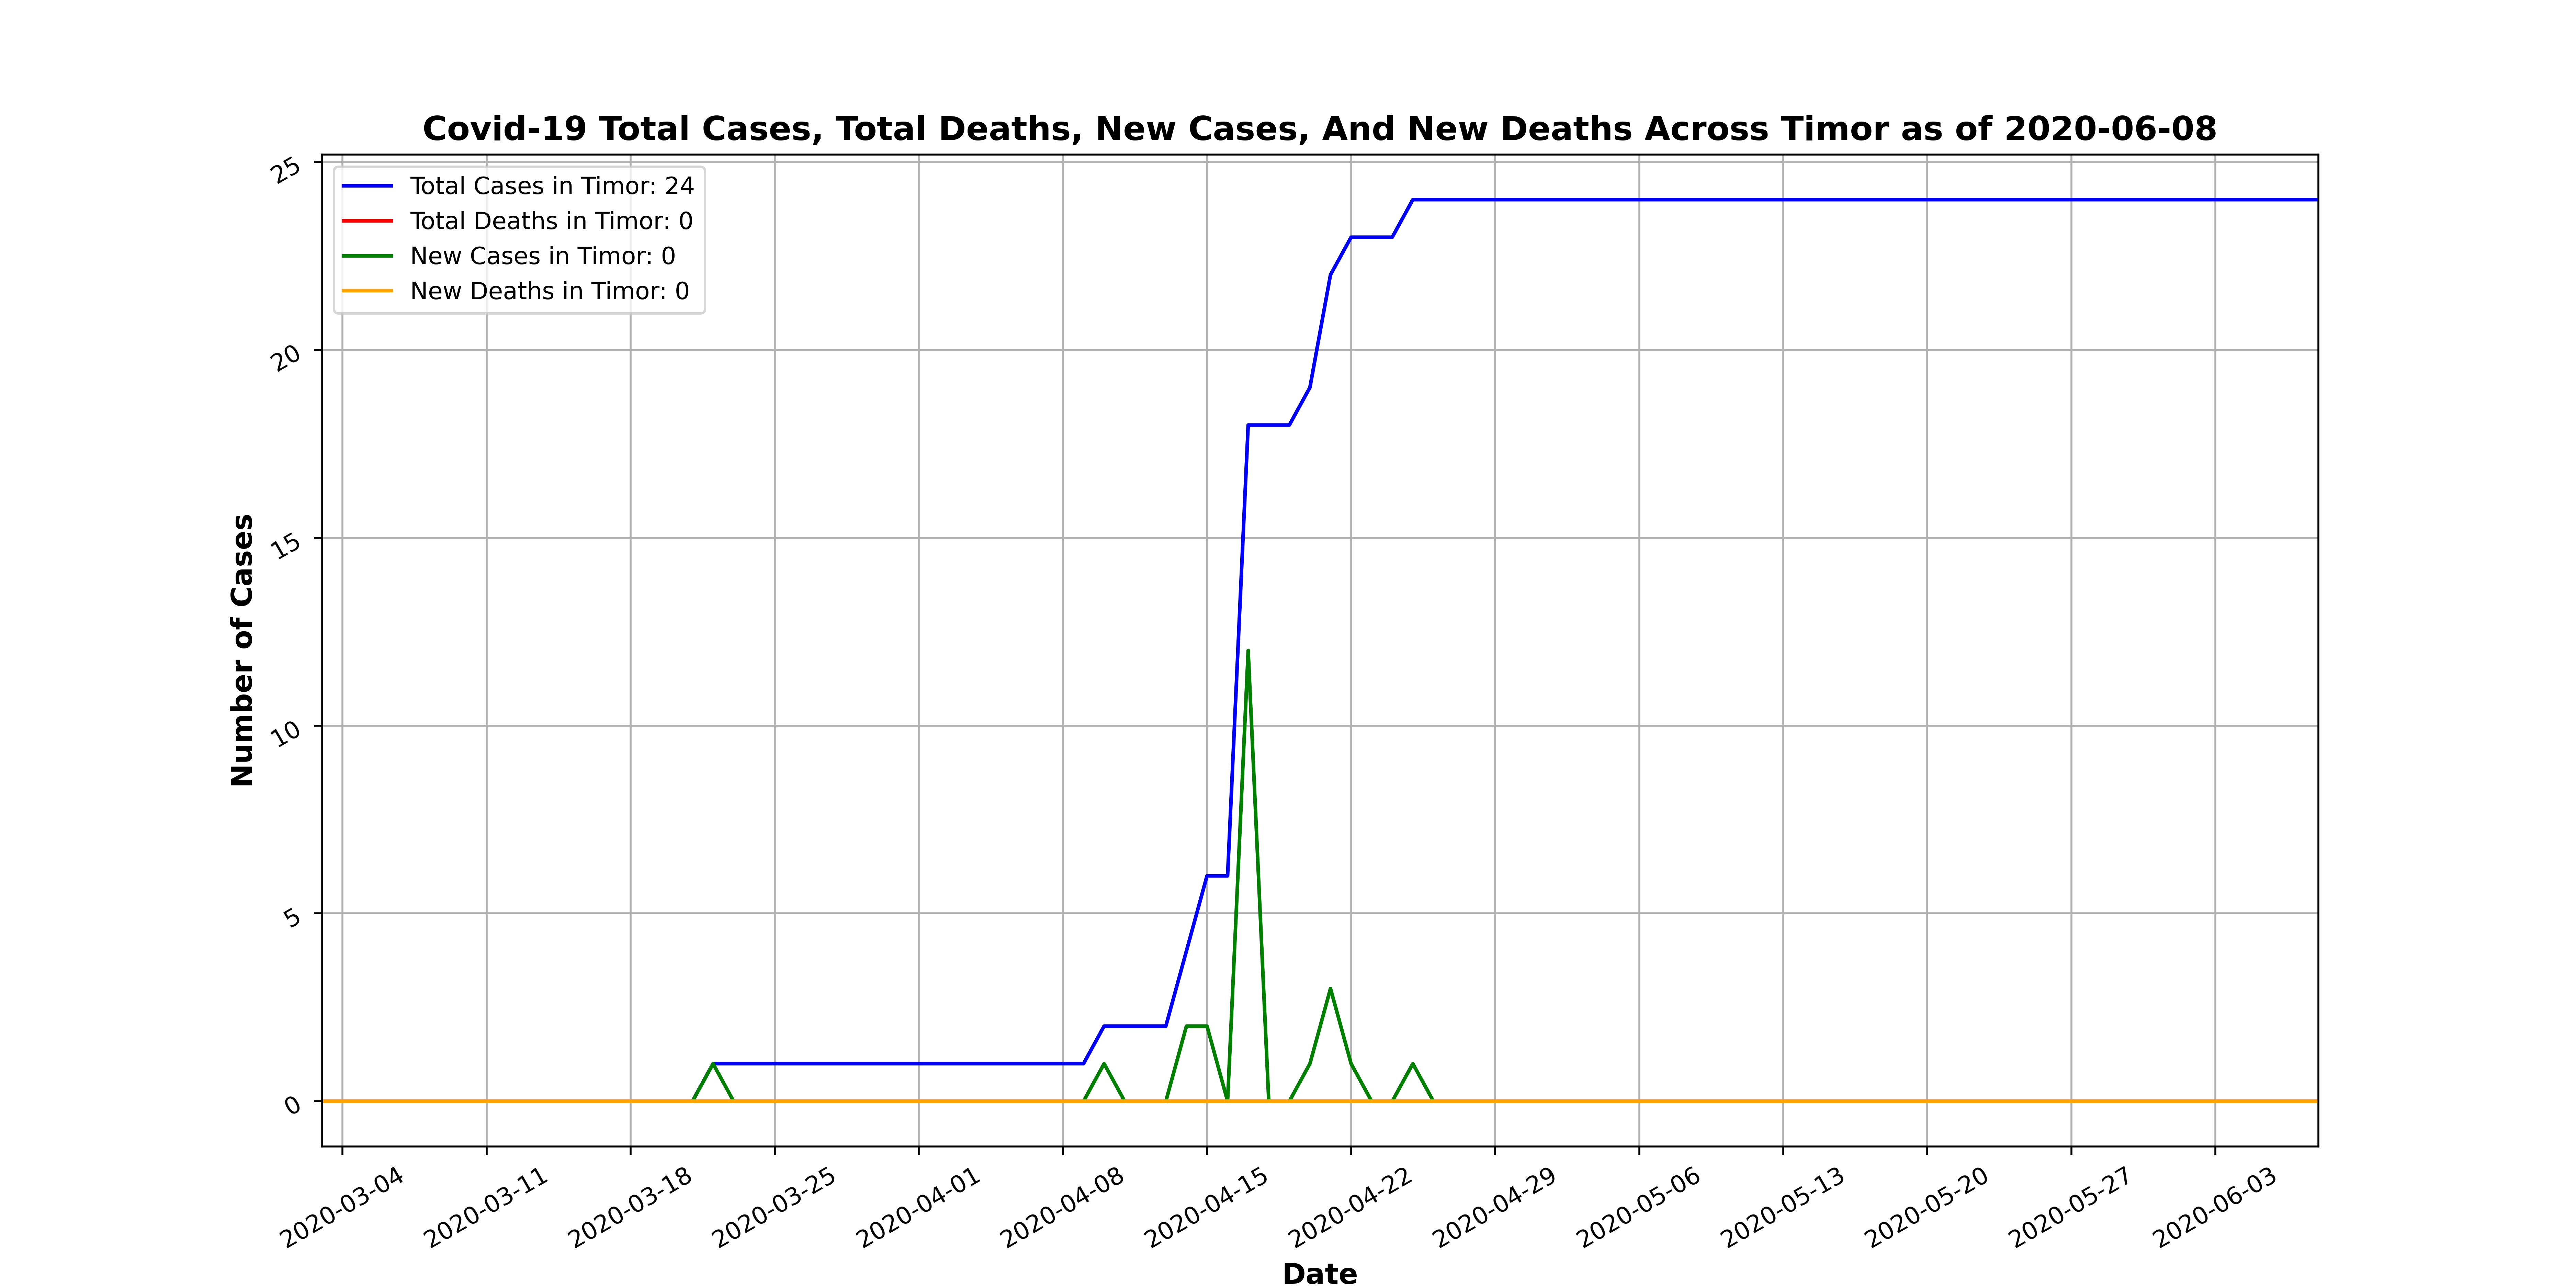 Covid-19 Total Cases, Total Deaths, New Cases, And New Deaths Across Timor as of 2020-06-08
Total Cases in Timor: 24
Total Deaths in Timor: 0
New Cases in Timor: 0
New Deaths in Timor: 0
Number of Cases
25
20
15
10
5
0
2020-03-04
2020-03-11
2020-03-18
2020-03-25
2020-04-01
2020-04-08
2020-04-15
2020-04-22
2020-04-29
2020-05-06
2020-05-13
2020-05-20
2020-05-27
2020-06-03
Date